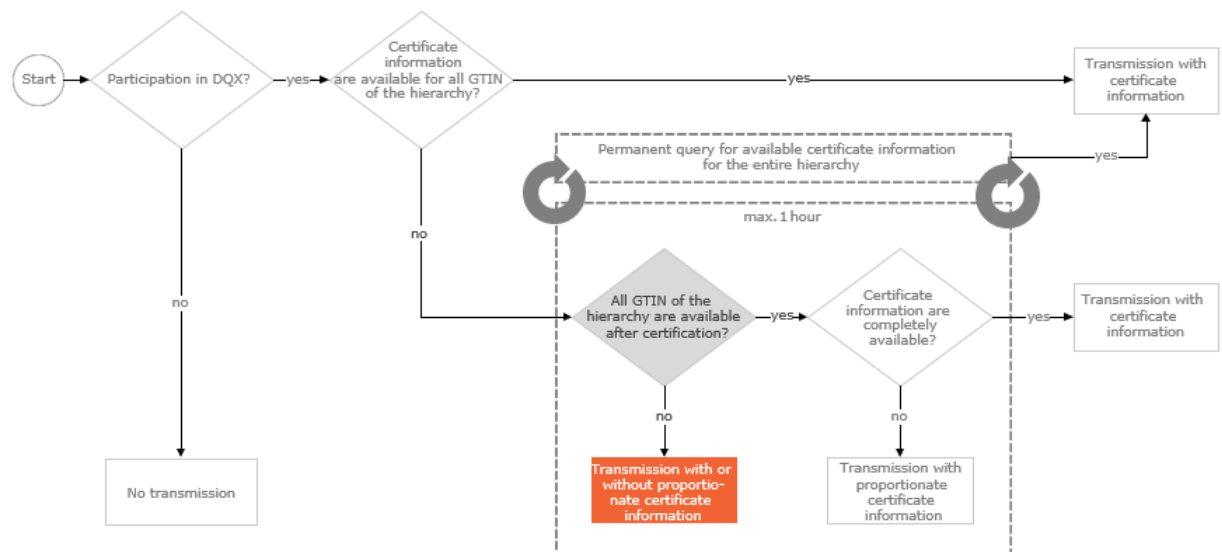 Start
Participation in DQX?
yes
Certificate
information
are available for all GTIN
of the hierarchy?
yes
Transmission with
certificate
information
Permanent query for available certificate information
for the entire hierarchy
yes
max. 1 hour
no
no
All GTIN of the
hierarchy are available
after certification?
yes
Certificate
information are
completely
available?
yes
Transmission with
certificate
information
no
no
No transmission
Transmission with or
without proportio-
nate certificate
information
Transmission with
proportionate
certificate
information